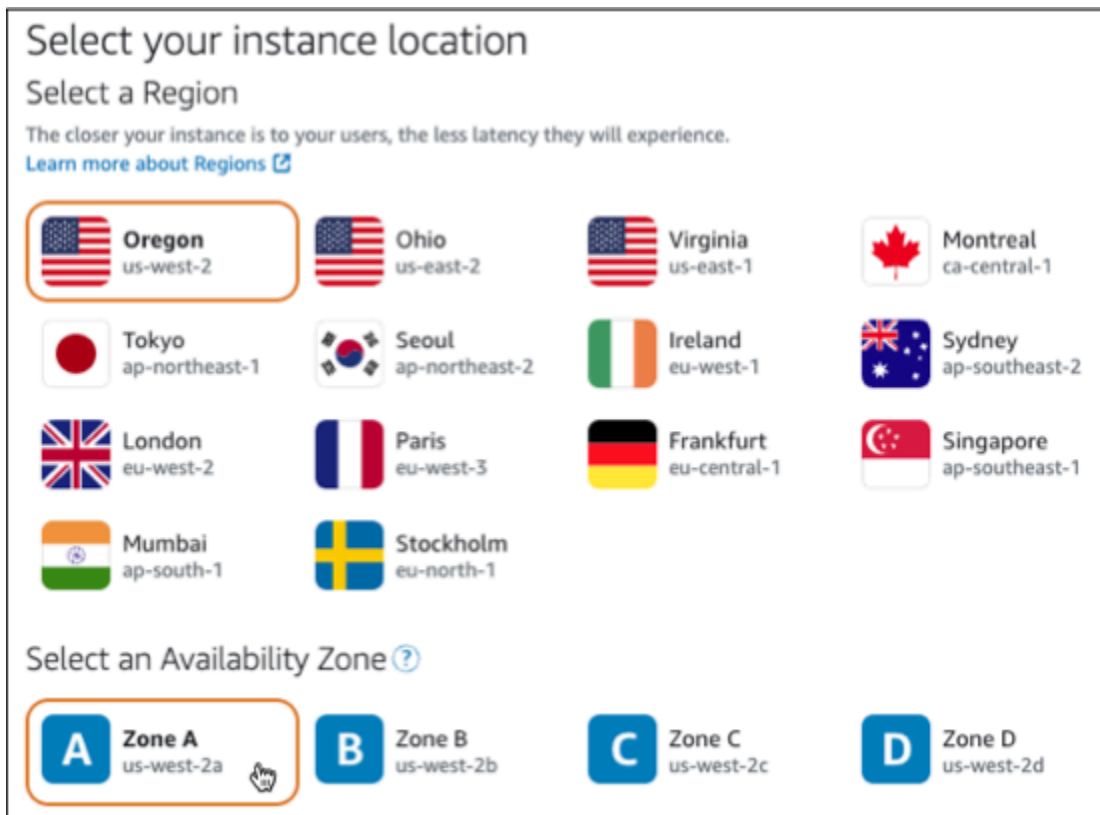 Select your instance location
Select a Region
The closer your instance is to your users, the less latency they will experience.
Learn more about Regions
Oregon
us-west-2
Ohio
us-east-2
Virginia
us-east-1
Montreal
ca-central-1
Tokyo
ap-northeast-1
Seoul
ap-northeast-2
Ireland
eu-west-1
Sydney
ap-southeast-2
London
eu-west-2
Paris
eu-west-3
Frankfurt
eu-central-1
Singapore
ap-southeast-1
Mumbai
ap-south-1
Stockholm
eu-north-1
Select an Availability Zone ?
A
Zone A
us-west-2a
B
Zone B
us-west-2b
C
Zone C
us-west-2c
D
Zone D
us-west-2d